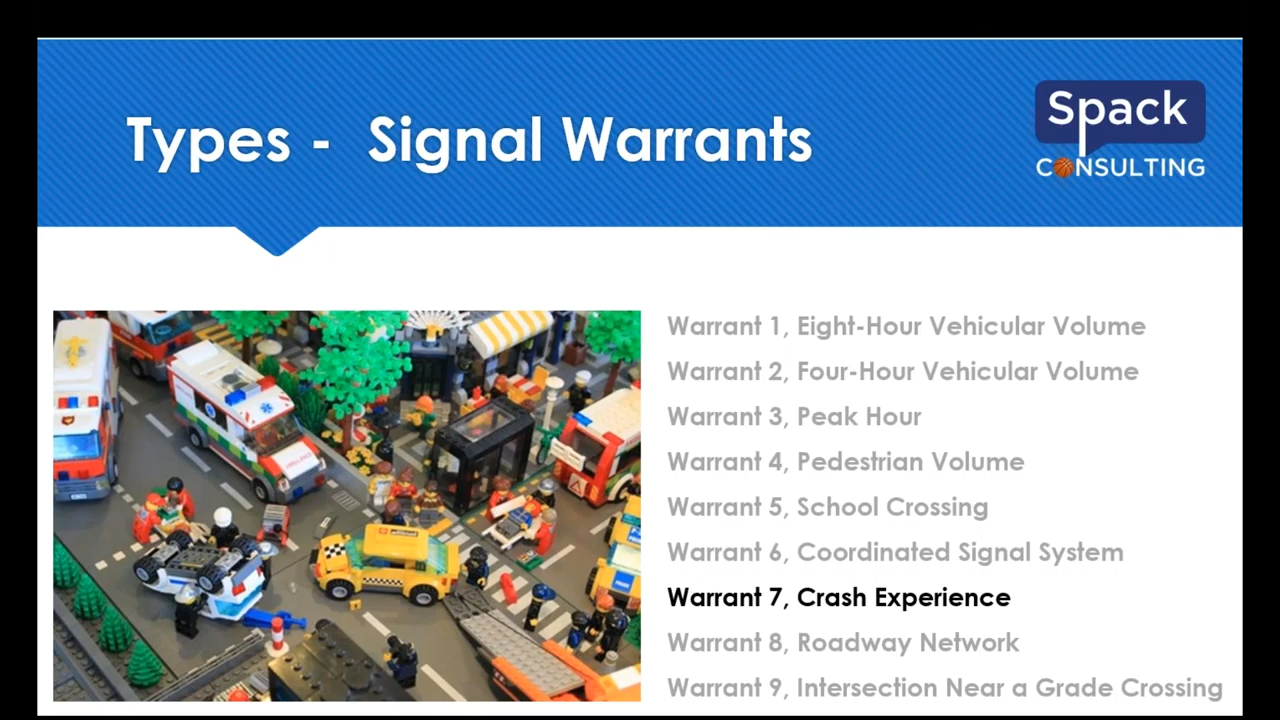 Types - Signal Warrants
Spack
CONSULTING
Warrant 1, Eight-Hour Vehicular Volume
Warrant 2, Four-Hour Vehicular Volume
Warrant 3, Peak Hour
Warrant 4, Pedestrian Volume
Warrant 5, School Crossing
Warrant 6, Coordinated Signal System
Warrant 7, Crash Experience
Warrant 8, Roadway Network
Warrant 9, Intersection Near a Grade Crossing